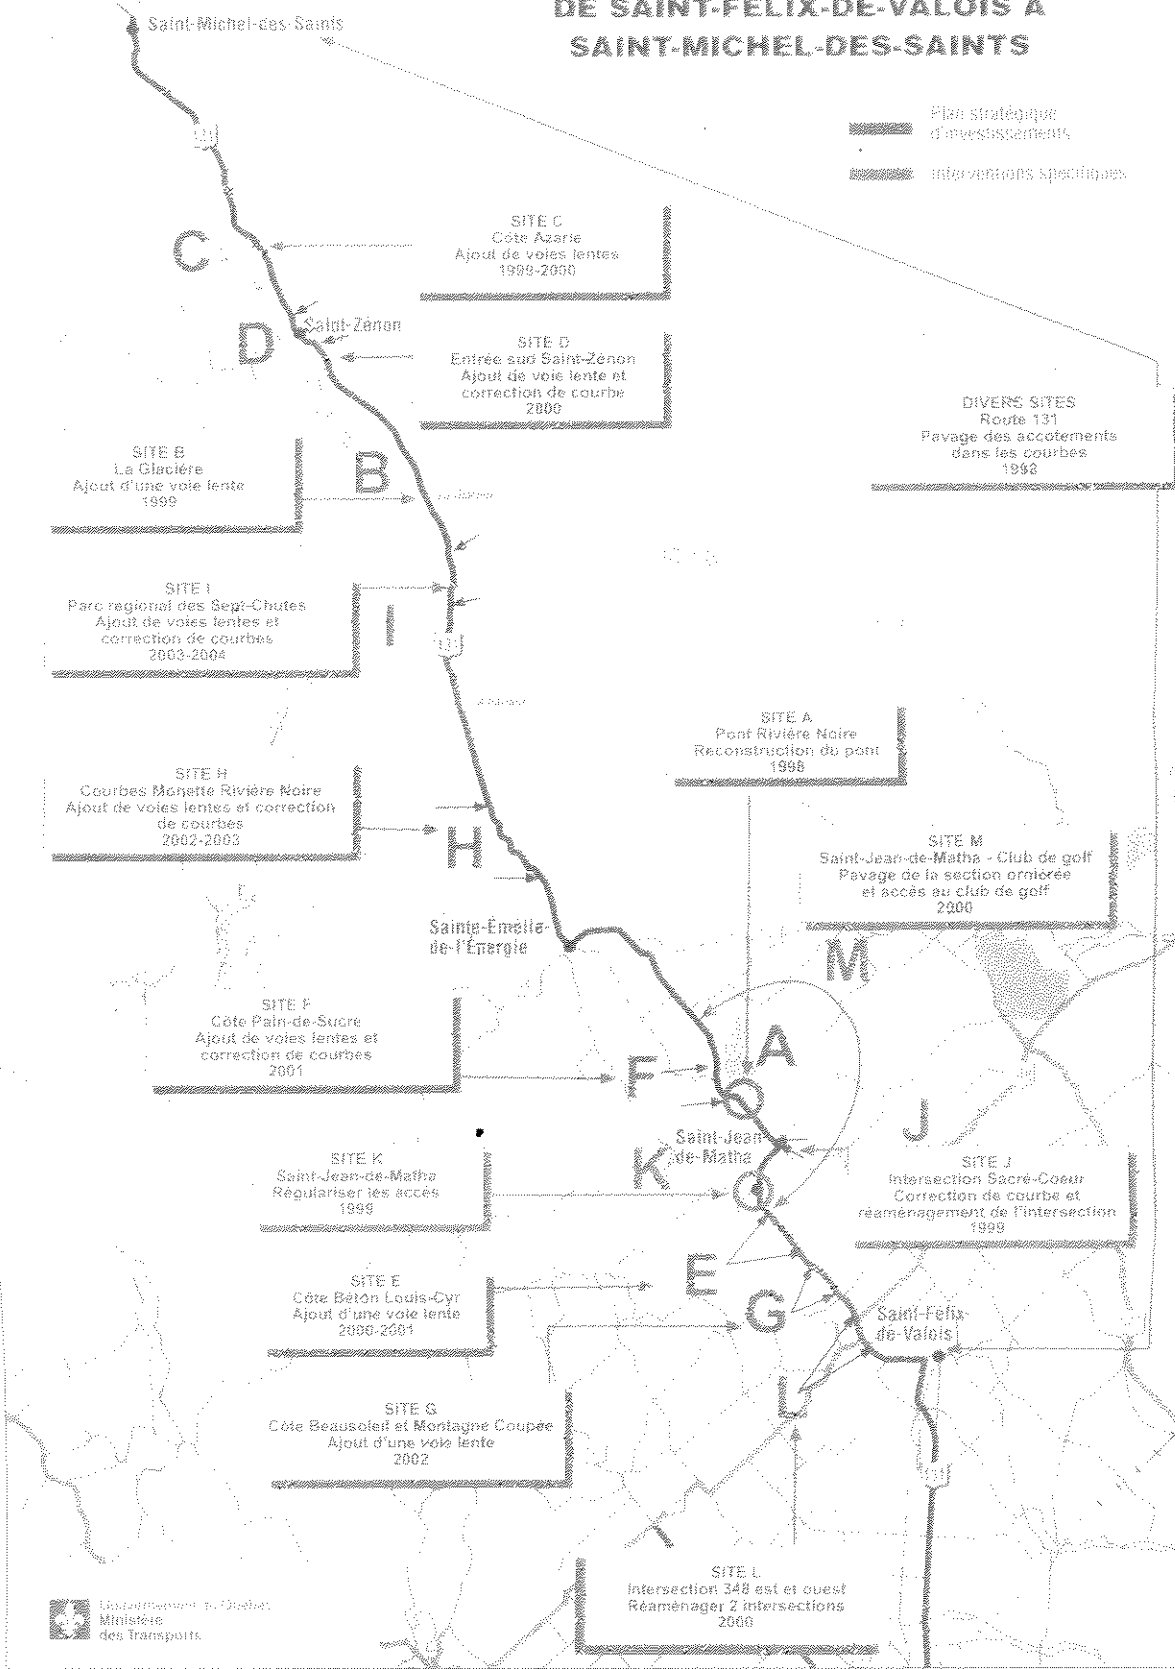 DE SAINT-FÉLIX-DE-VALOIS À
SAINT-MICHEL-DES-SAINTS
Saint-Michel-des-Saints
Plan stratégique
d'investissements
Interventions spécifiques
131
C
SITE C
Côte Azarie
Ajout de voies lentes
1999-2000
Saint-Zénon
D
SITE D
Entrée sud Saint-Zénon
Ajout de voie lente et
correction de courbe
2000
DIVERS SITES
Route 131
Pavage des accotements
dans les courbes
1998
SITE B
La Glacière
Ajout d'une voie lente
1999
B
SITE I
Parc regional des Sept-Chutes
Ajout de voies lentes et
correction de courbes
2003-2004
I
131
SITE A
Pont Rivière Noire
Reconstruction du pont
1998
SITE H
Courbes Monette Rivière Noire
Ajout de voies lentes et correction
de courbes
2002-2003
H
SITE M
Saint-Jean-de-Matha - Club de golf
Pavage de la section orniérée
et accès au club de golf
2000
Sainte-Émelie-
de-l'Énergie
M
SITE F
Côte Pain-de-Sucre
Ajout de voies lentes et
correction de courbes
2001
F
A
J
Saint-Jean-
de-Matha
K
SITE K
Saint-Jean-de-Matha
Régulariser les accès
1999
SITE J
Intersection Sacré-Coeur
Correction de courbe et
réaménagement de l'intersection
1999
E
SITE E
Côte Béton Louis-Cyr
Ajout d'une voie lente
2000-2001
G
Saint-Félix-
de-Valois
L
SITE G
Côte Beausoleil et Montagne Coupée
Ajout d'une voie lente
2002
131
SITE L
Intersection 348 est et ouest
Réaménager 2 intersections
2000
Gouvernement du Québec
Ministère
des Transports